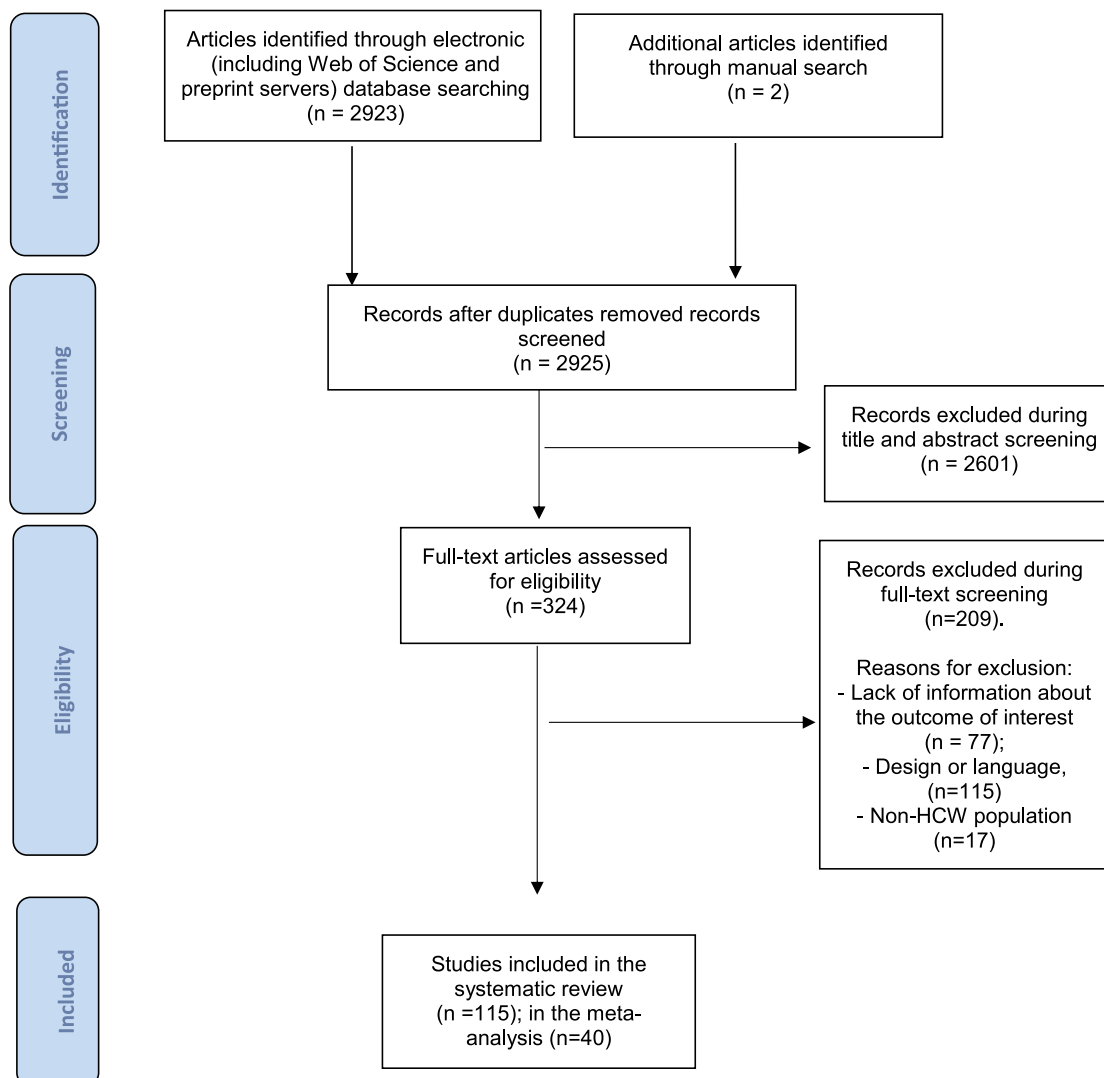 Identification
Articles identified through electronic
(including Web of Science and
preprint servers) database searching
(n = 2923)
Additional articles identified
through manual search
(n = 2)
Screening
Records after duplicates removed records
screened
(n = 2925)
Records excluded during
title and abstract screening
(n = 2601)
Eligibility
Full-text articles assessed
for eligibility
(n =324)
Records excluded during
full-text screening
(n=209).
Reasons for exclusion:
- Lack of information about
the outcome of interest
(n = 77);
- Design or language,
(n=115)
- Non-HCW population
(n=17)
Included
Studies included in the
systematic review
(n =115); in the meta-
analysis (n=40)